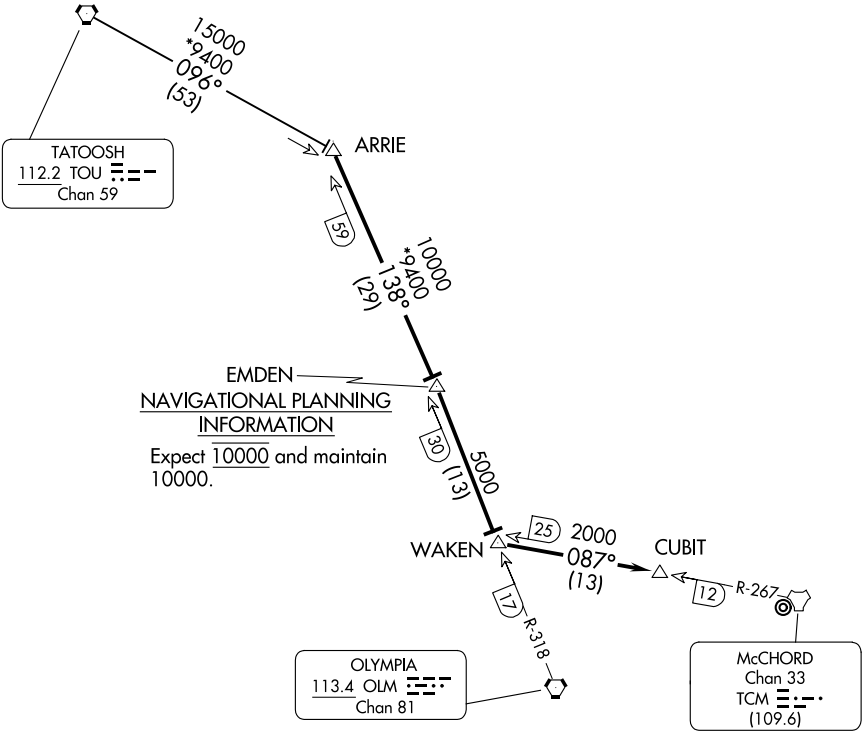 15000
*9400
096°
(53)
TATOOSH
112.2 TOU
Chan 59
ARRIE
59
10000
*9400
138°
(29)
EMDEN
NAVIGATIONAL PLANNING
INFORMATION
Expect 10000 and maintain
10000.
30
5000
(13)
WAKEN
25
2000
087°
(13)
CUBIT
12
R-267
17
R-318
OLYMPIA
113.4 OLM
Chan 81
McCHORD
Chan 33
TCM
(109.6)